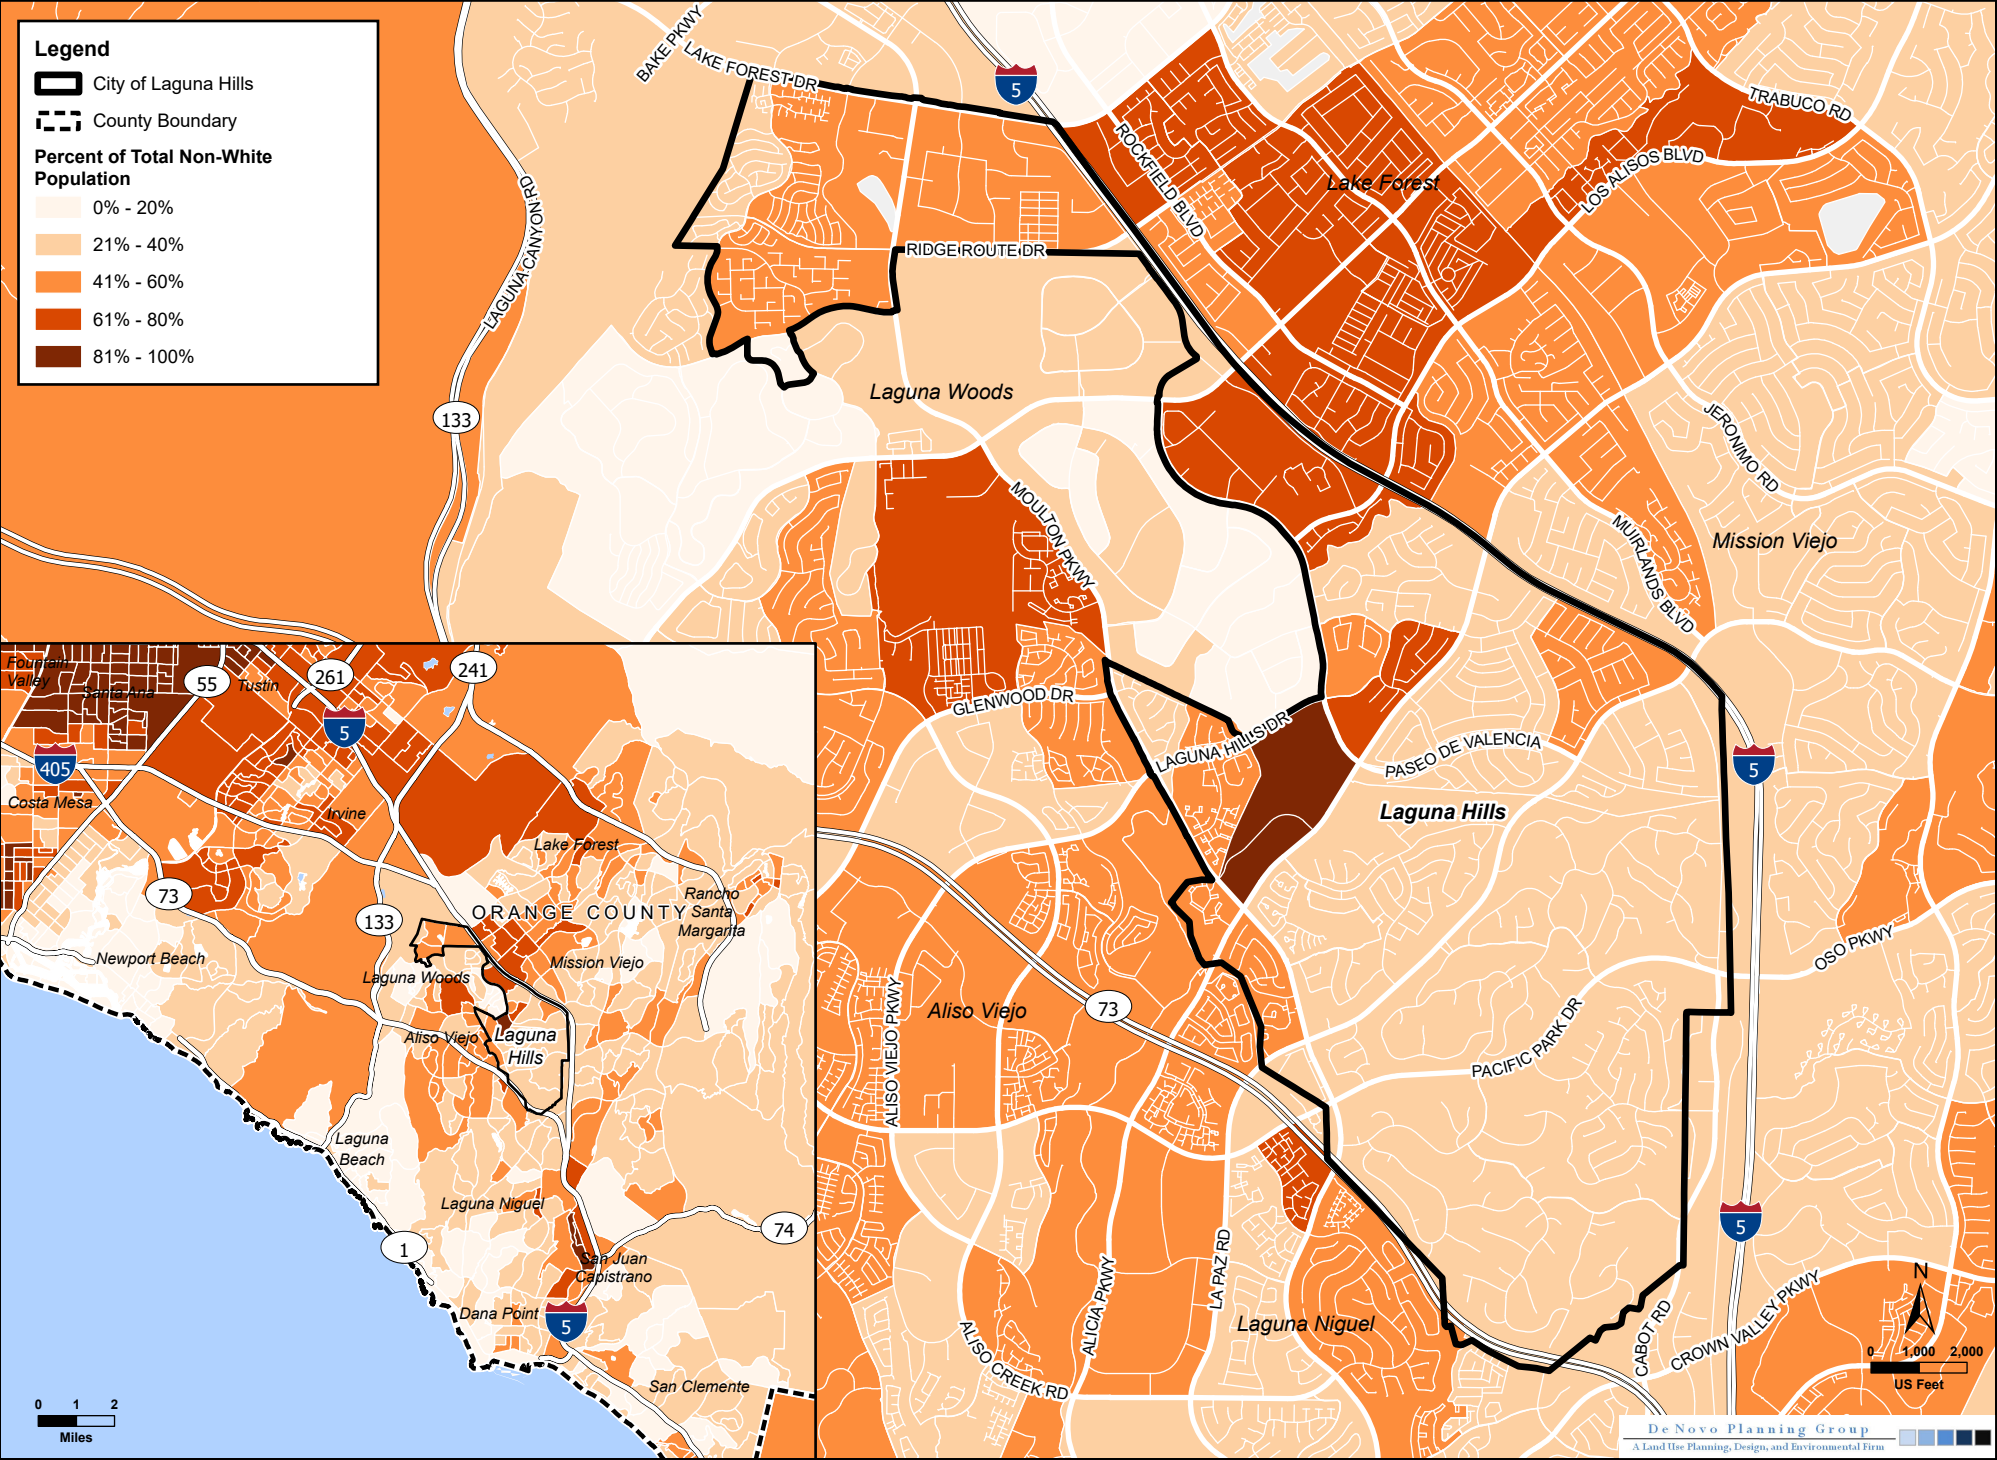 Legend
City of Laguna Hills
County Boundary
Percent of Total Non-White
Population
0% - 20%
21% - 40%
41% - 60%
61% - 80%
81% - 100%
BAKE PKWY
LAKE FOREST DR
5
ROCKFIELD BLVD
Lake Forest
TRABUCO RD
LOS ALISOS BLVD
LAGUNA CANYON RD
RIDGE ROUTE DR
133
Laguna Woods
JERONIMO RD
MOULTON PKWY
MUIRLANDS BLVD
Mission Viejo
GLENWOOD DR
LAGUNA HILLS DR
PASEO DE VALENCIA
5
Laguna Hills
OSO PKWY
Aliso Viejo
ALISO VIEJO PKWY
73
PACIFIC PARK DR
5
LA PAZ RD
ALICIA PKWY
Laguna Niguel
ALISO CREEK RD
CABOT RD
CROWN VALLEY PKWY
N
0 1,000 2,000
US Feet
De Novo Planning Group
A Land Use Planning, Design, and Environmental Firm
Fountain
Valley
Santa Ana
55
Tustin
261
241
5
405
Costa Mesa
Irvine
Lake Forest
73
133
ORANGE COUNTY
Rancho
Santa
Margarita
Newport Beach
Laguna Woods
Mission Viejo
Aliso Viejo
Laguna
Hills
Laguna
Beach
Laguna Niguel
1
74
San Juan
Capistrano
Dana Point
5
San Clemente
0 1 2
Miles